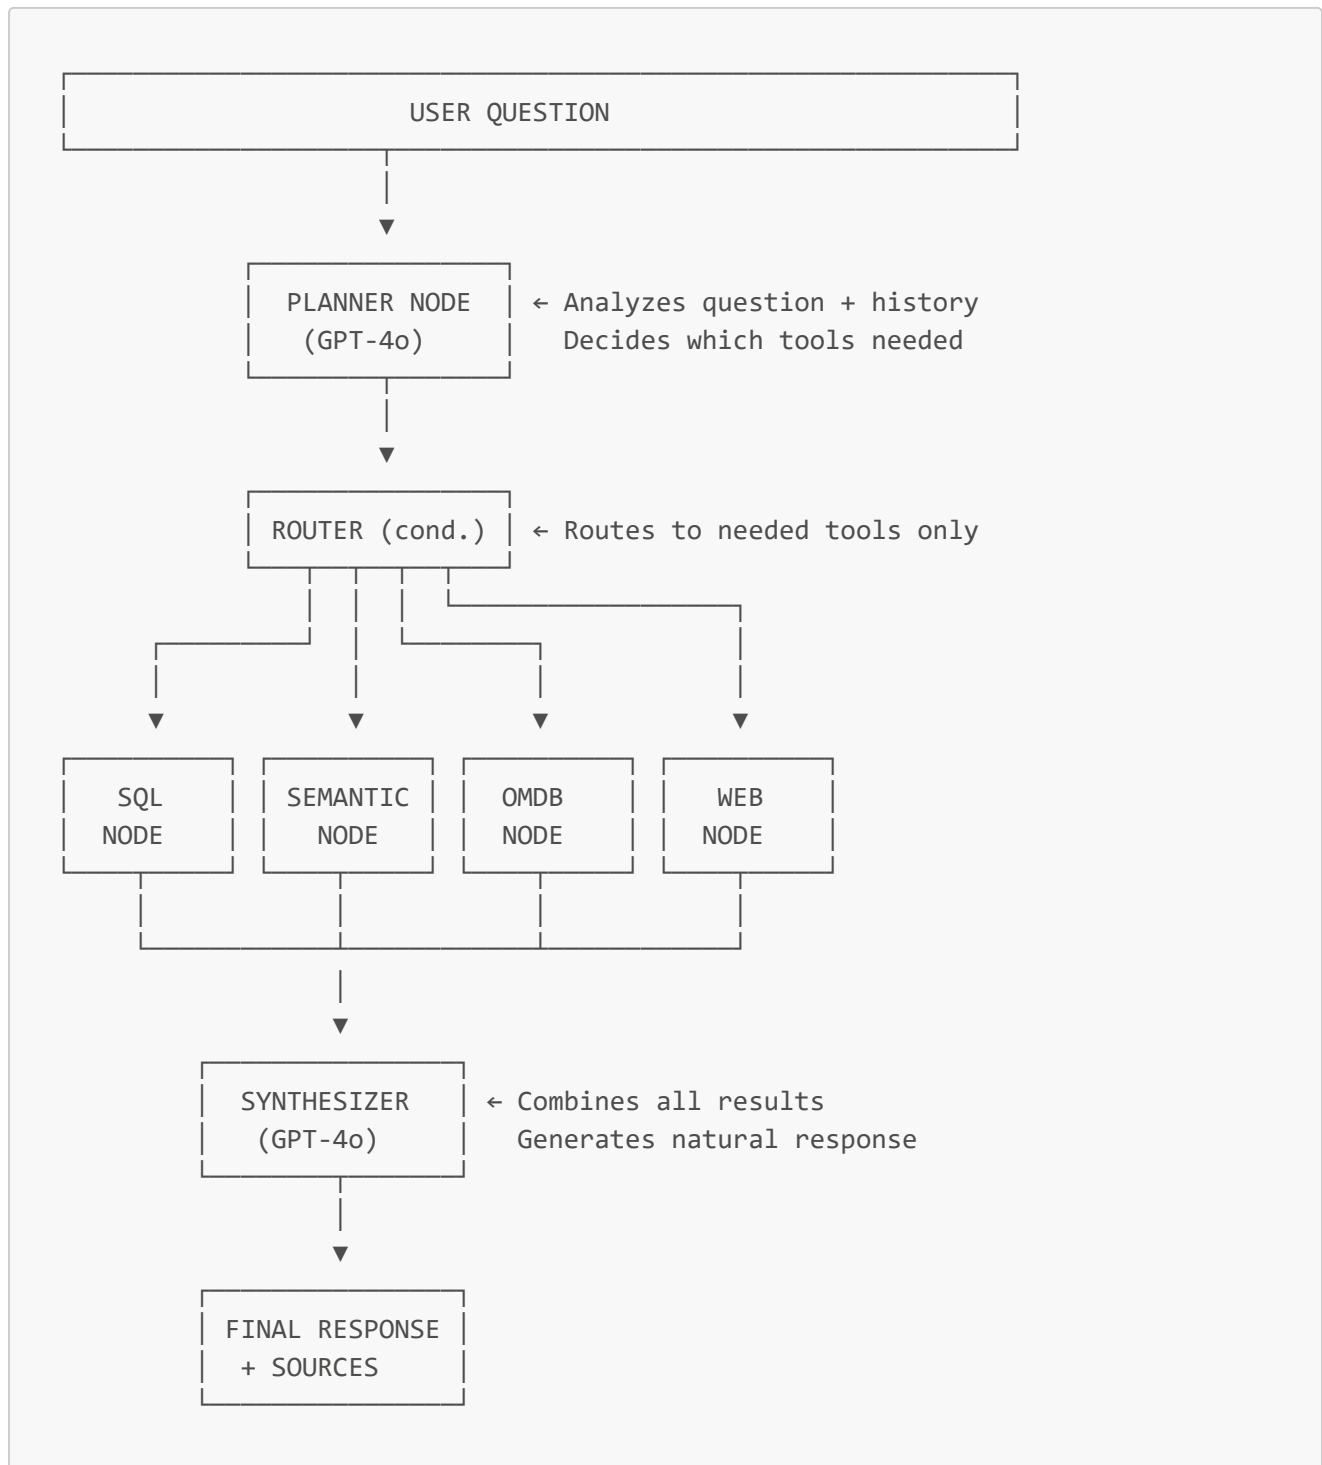 USER QUESTION
PLANNER NODE ← Analyzes question + history
(GPT-4o) Decides which tools needed
ROUTER (cond.) ← Routes to needed tools only
SQL SEMANTIC OMDB WEB
NODE NODE NODE NODE
SYNTHESIZER ← Combines all results
(GPT-4o) Generates natural response
FINAL RESPONSE
+ SOURCES